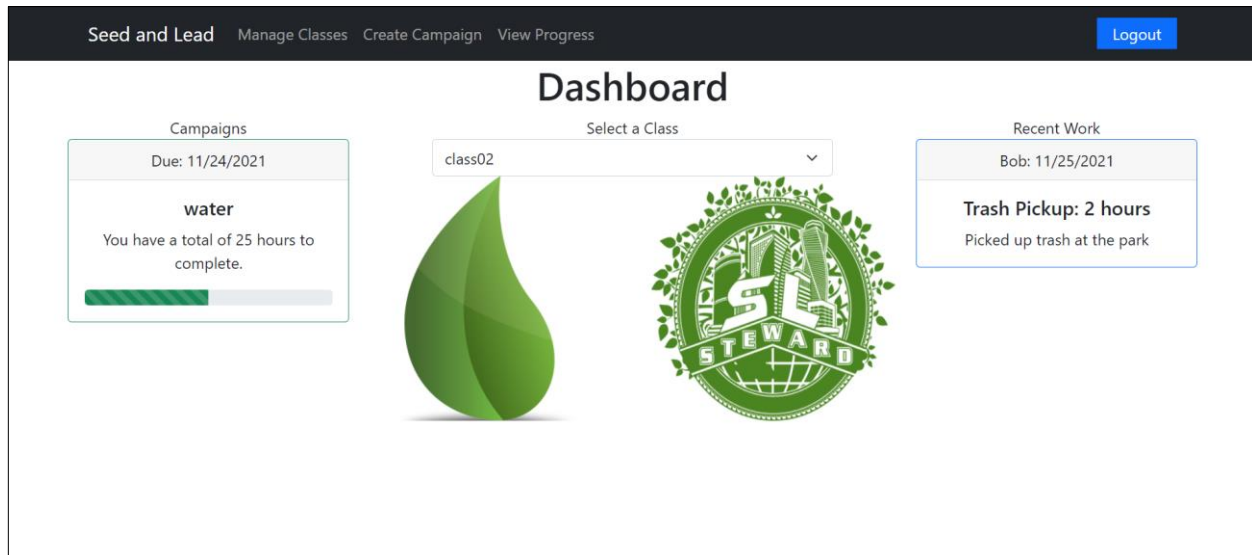 Seed and Lead Manage Classes Create Campaign View Progress Logout
Dashboard
Campaigns
Due: 11/24/2021
water
You have a total of 25 hours to
complete.
Select a Class
class02
SL
STEWARD
Recent Work
Bob: 11/25/2021
Trash Pickup: 2 hours
Picked up trash at the park